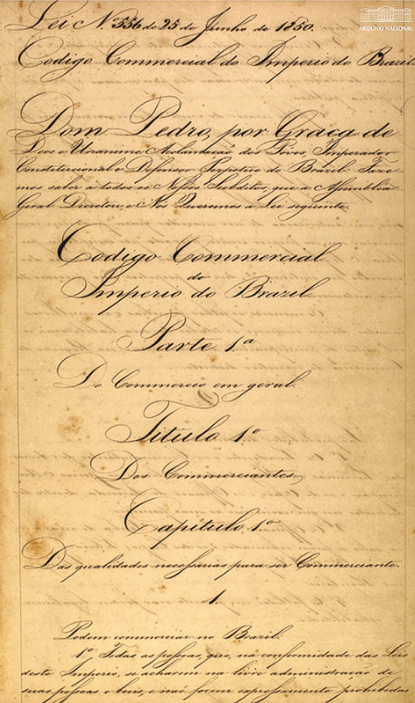 ARQUIVO NACIONAL
Lei N. 556 de 25 de Junho de 1850.
Codigo Commercial do Imperio do Brazil.
Dom Pedro, por Graça de
Deos e Unanime Acclamação dos Povos, Imperador
Constitucional e Defensor Perpetuo do Brazil: Faze-
mos saber á todos os Nossos Subditos, que a Assembléa
Geral Decretou, e Nós Queremos a Lei seguinte.
Codigo Commercial
do
Imperio do Brazil.
Parte 1.ª
Do Commercio em geral.
Titulo 1.º
Dos Commerciantes,
Capitulo 1.º
Das qualidades necessarias para ser Commerciante.
1.
Podem commerciar no Brazil:
1.º Todas as pessoas, que, na conformidade das Leis
deste Imperio, se acharem na livre administração de
suas pessoas e bens, e não forem expressamente prohibidas